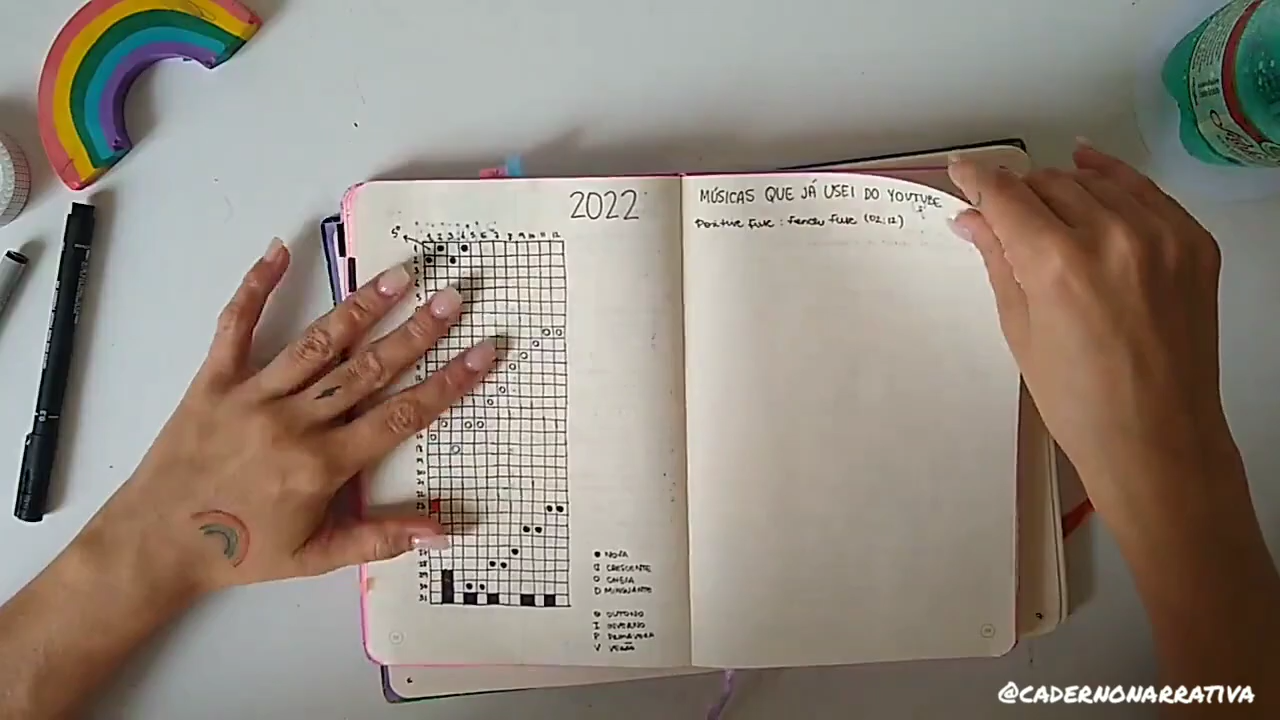 2022
5°
NOVA
CRESCENTE
CHEIA
MINGUANTE
OUTONO
I INVERNO
P PRIMAVERA
V VERÃO
MÚSICAS QUE JÁ USEI DO YOUTUBE
Positive Fuse : French Fuse (02:12)
@CADERNONARRATIVA